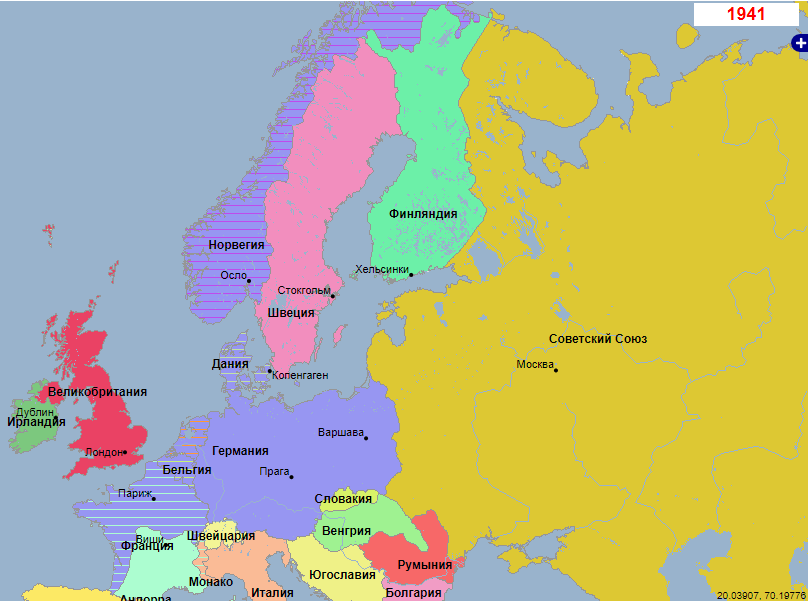 1941
Финляндия
Норвегия
Осло
Хельсинки
Стокгольм
Швеция
Советский Союз
Москва
Дания
Копенгаген
Великобритания
Дублин
Ирландия
Варшава
Германия
Лондон
Бельгия
Прага
Париж
Словакия
Венгрия
Швейцария
Виши
Франция
Румыния
Югославия
Монако
Италия
Болгария
Андорра
20.03907, 70.19776